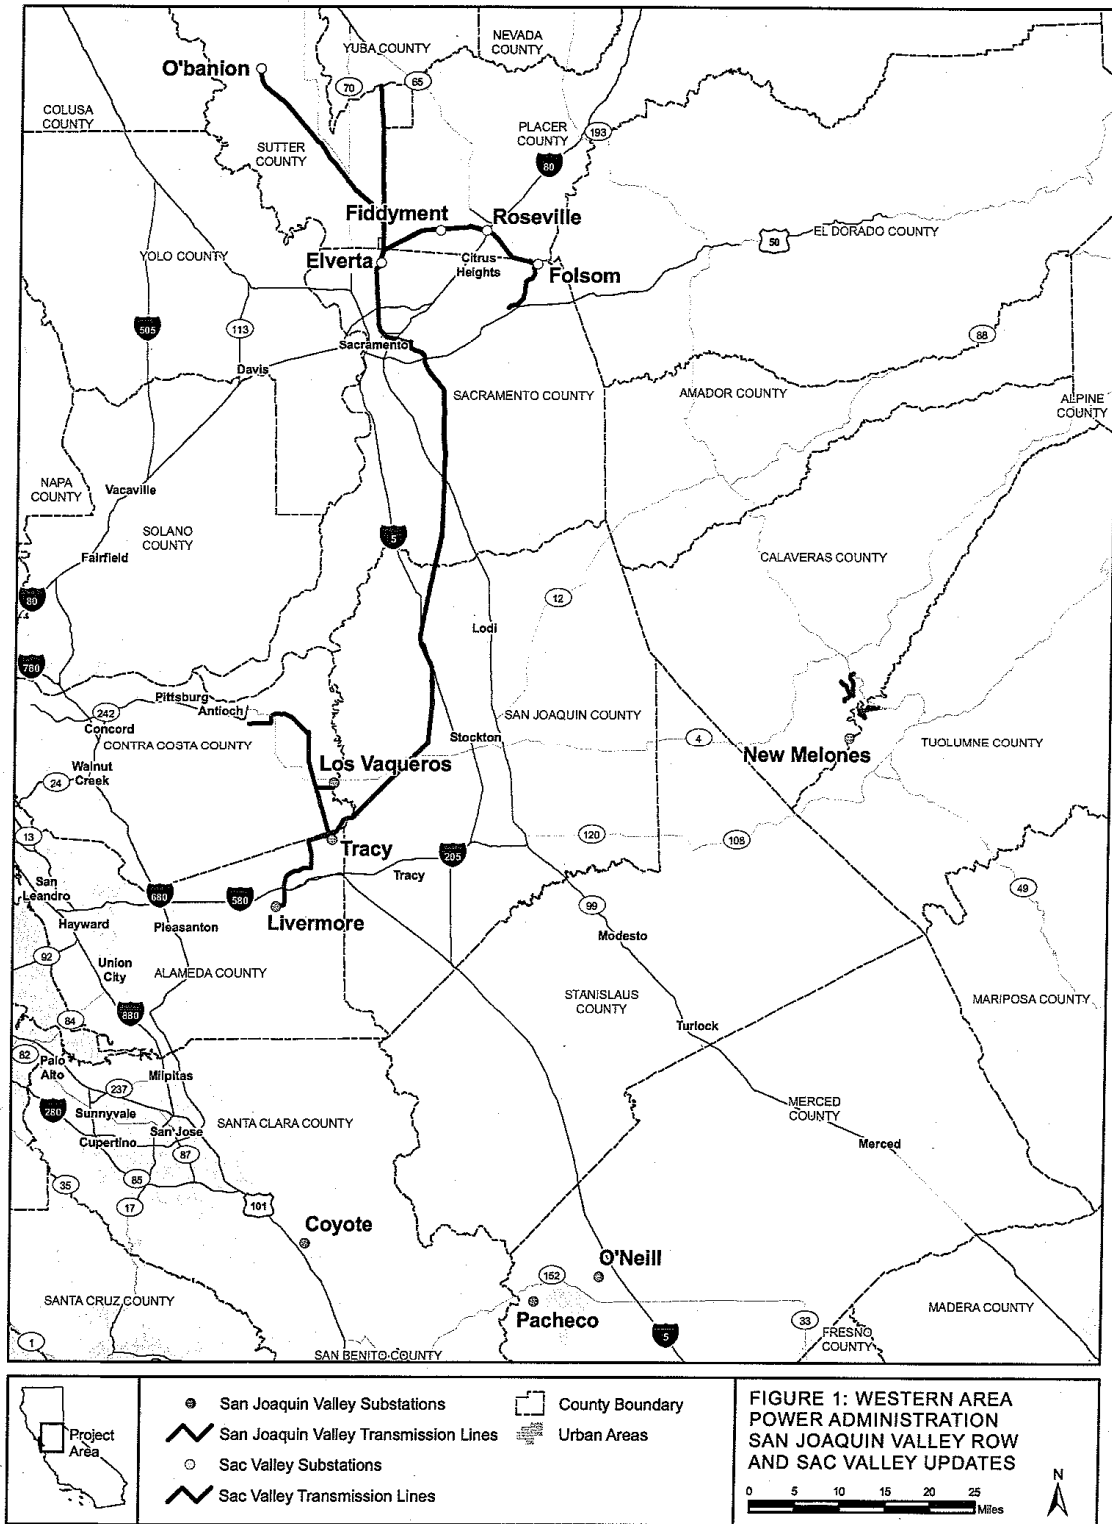 NEVADA
COUNTY
YUBA COUNTY
O'banion
70
65
COLUSA
COUNTY
PLACER
COUNTY
193
SUTTER
COUNTY
80
Fiddyment
Roseville
50
EL DORADO COUNTY
YOLO COUNTY
Elverta
Citrus
Heights
Folsom
505
113
88
Sacramento
Davis
SACRAMENTO COUNTY
AMADOR COUNTY
ALPINE
COUNTY
NAPA
COUNTY
Vacaville
SOLANO
COUNTY
5
Fairfield
CALAVERAS COUNTY
80
12
Lodi
780
Pittsburg
Antioch
242
Concord
SAN JOAQUIN COUNTY
CONTRA COSTA COUNTY
Stockton
4
New Melones
TUOLUMNE COUNTY
Walnut
Creek
24
Los Vaqueros
13
120
108
Tracy
205
Tracy
San
Leandro
680
580
49
Livermore
99
Hayward
Pleasanton
Modesto
92
Union
City
ALAMEDA COUNTY
STANISLAUS
COUNTY
MARIPOSA COUNTY
880
84
Turlock
82
Palo
Alto
Milpitas
237
280
Sunnyvale
MERCED
COUNTY
SANTA CLARA COUNTY
San Jose
Cupertino
Merced
87
85
35
17
101
Coyote
O'Neill
152
SANTA CRUZ COUNTY
Pacheco
MADERA COUNTY
33
5
FRESNO
COUNTY
1
SAN BENITO COUNTY
Project
Area
San Joaquin Valley Substations
San Joaquin Valley Transmission Lines
Sac Valley Substations
Sac Valley Transmission Lines
County Boundary
Urban Areas
FIGURE 1: WESTERN AREA
POWER ADMINISTRATION
SAN JOAQUIN VALLEY ROW
AND SAC VALLEY UPDATES
N
0 5 10 15 20 25
Miles